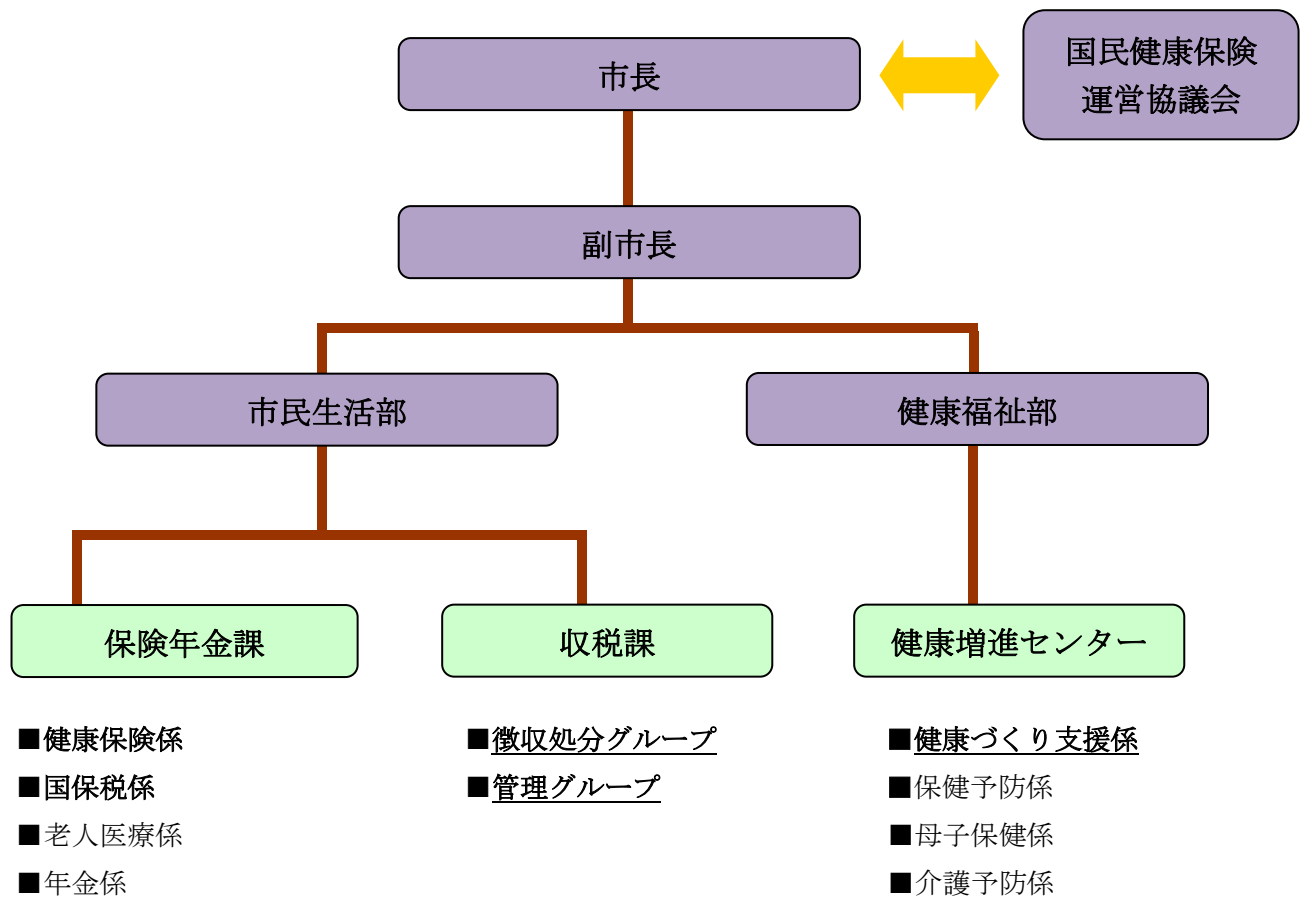 市長
国民健康保険
運営協議会
副市長
市民生活部
健康福祉部
保険年金課
収税課
健康増進センター
■健康保険係
■国保税係
■老人医療係
■年金係
■徴収処分グループ
■管理グループ
■健康づくり支援係
■保健予防係
■母子保健係
■介護予防係